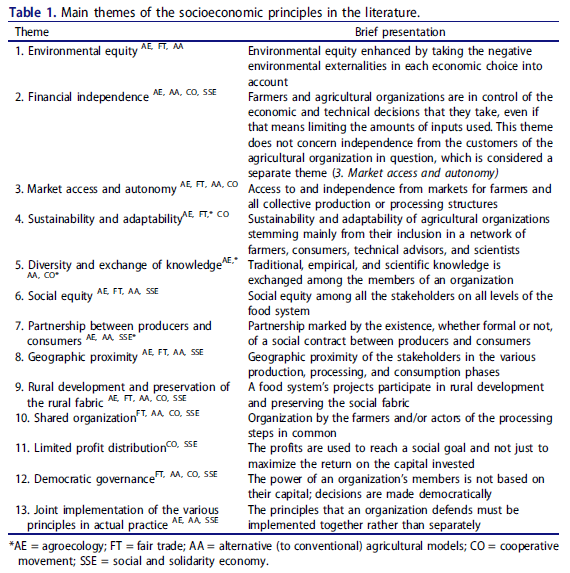 Table 1. Main themes of the socioeconomic principles in the literature.
Theme Brief presentation
1. Environmental equity AE, FT, AA Environmental equity enhanced by taking the negative
environmental externalities in each economic choice into
account
2. Financial independence AE, AA, CO, SSE Farmers and agricultural organizations are in control of the
economic and technical decisions that they take, even if
that means limiting the amounts of inputs used. This theme
does not concern independence from the customers of the
agricultural organization in question, which is considered a
separate theme (3. Market access and autonomy)
3. Market access and autonomy AE, FT, AA, CO Access to and independence from markets for farmers and
all collective production or processing structures
4. Sustainability and adaptability AE, FT,* CO Sustainability and adaptability of agricultural organizations
stemming mainly from their inclusion in a network of
farmers, consumers, technical advisors, and scientists
5. Diversity and exchange of knowledge AE,* Traditional, empirical, and scientific knowledge is
AA, CO* exchanged among the members of an organization
6. Social equity AE, FT, AA, SSE Social equity among all the stakeholders on all levels of the
food system
7. Partnership between producers and Partnership marked by the existence, whether formal or not,
consumers AE, AA, SSE* of a social contract between producers and consumers
8. Geographic proximity AE, FT, AA, SSE Geographic proximity of the stakeholders in the various
production, processing, and consumption phases
9. Rural development and preservation of A food system's projects participate in rural development
the rural fabric AE, FT, AA, CO, SSE and preserving the social fabric
10. Shared organization FT, AA, CO, SSE Organization by the farmers and/or actors of the processing
steps in common
11. Limited profit distribution CO, SSE The profits are used to reach a social goal and not just to
maximize the return on the capital invested
12. Democratic governance FT, AA, CO, SSE The power of an organization's members is not based on
their capital; decisions are made democratically
13. Joint implementation of the various The principles that an organization defends must be
principles in actual practice AE, AA, SSE implemented together rather than separately
*AE = agroecology; FT = fair trade; AA = alternative (to conventional) agricultural models; CO = cooperative
movement; SSE = social and solidarity economy.